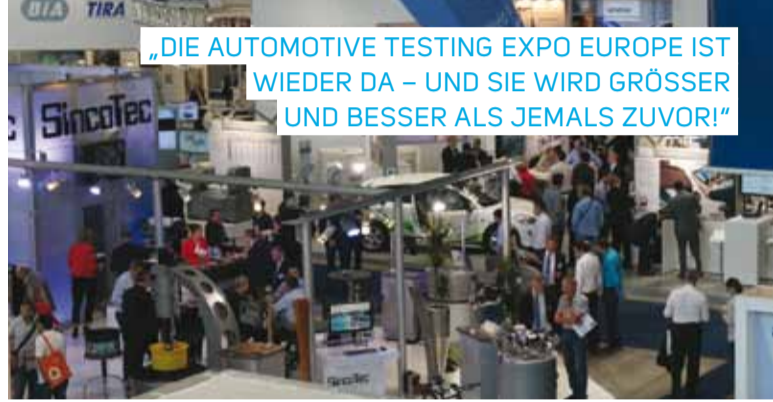 BIA
TIRA
„DIE AUTOMOTIVE TESTING EXPO EUROPE IST
WIEDER DA – UND SIE WIRD GRÖSSER
UND BESSER ALS JEMALS ZUVOR!“
SincoTec
SincoTec